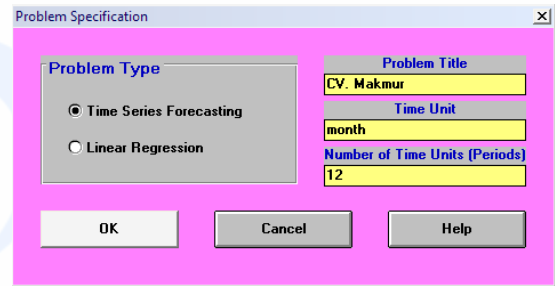 Problem Specification
Problem Type
Time Series Forecasting
Linear Regression
Problem Title
CV. Makmur
Time Unit
month
Number of Time Units (Periods)
12
OK
Cancel
Help